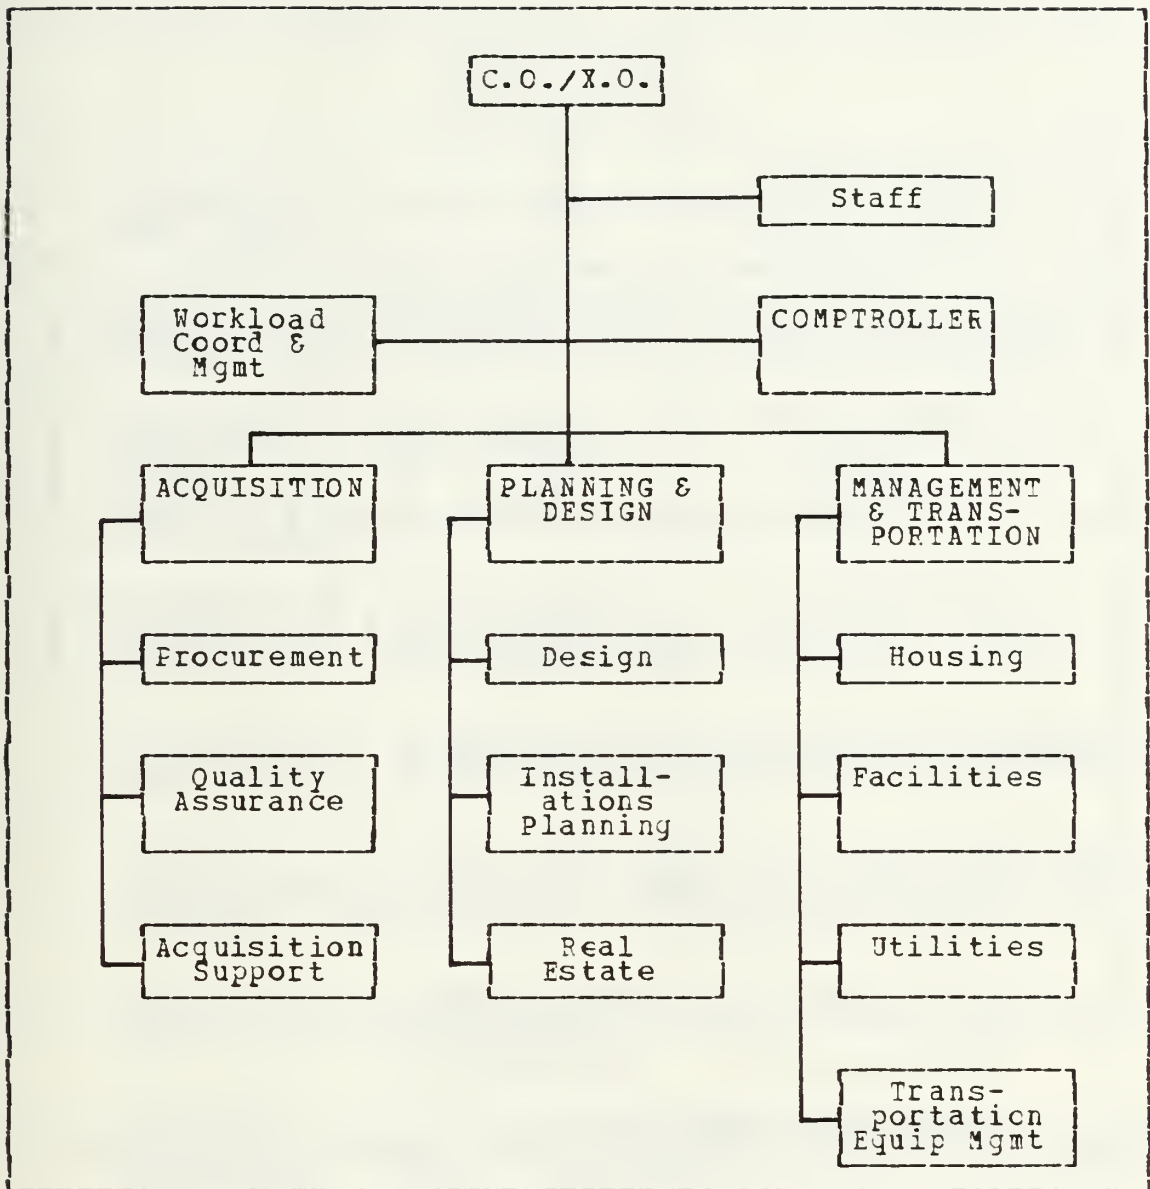 C.O./X.O.
Staff
Workload
Coord &
Mgmt
COMPTROLLER
ACQUISITION
PLANNING &
DESIGN
MANAGEMENT
& TRANS-
PORTATION
Procurement
Design
Housing
Quality
Assurance
Install-
ations
Planning
Facilities
Acquisition
Support
Real
Estate
Utilities
Trans-
portation
Equip Mgmt